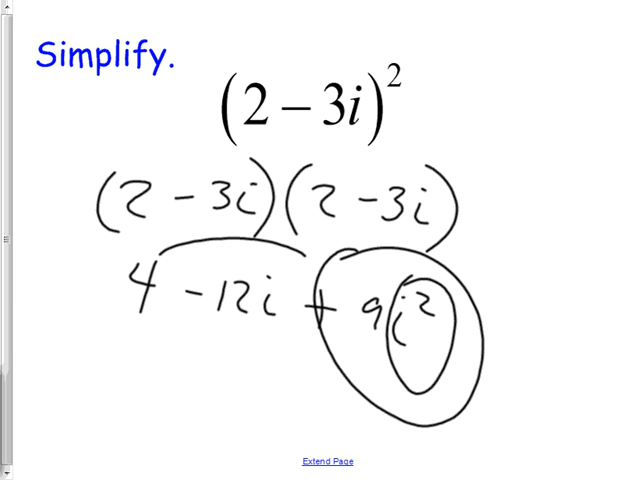 Simplify.
(2 − 3i)²
(2 − 3i)(2 − 3i)
4 − 12i + 9i²
Extend Page